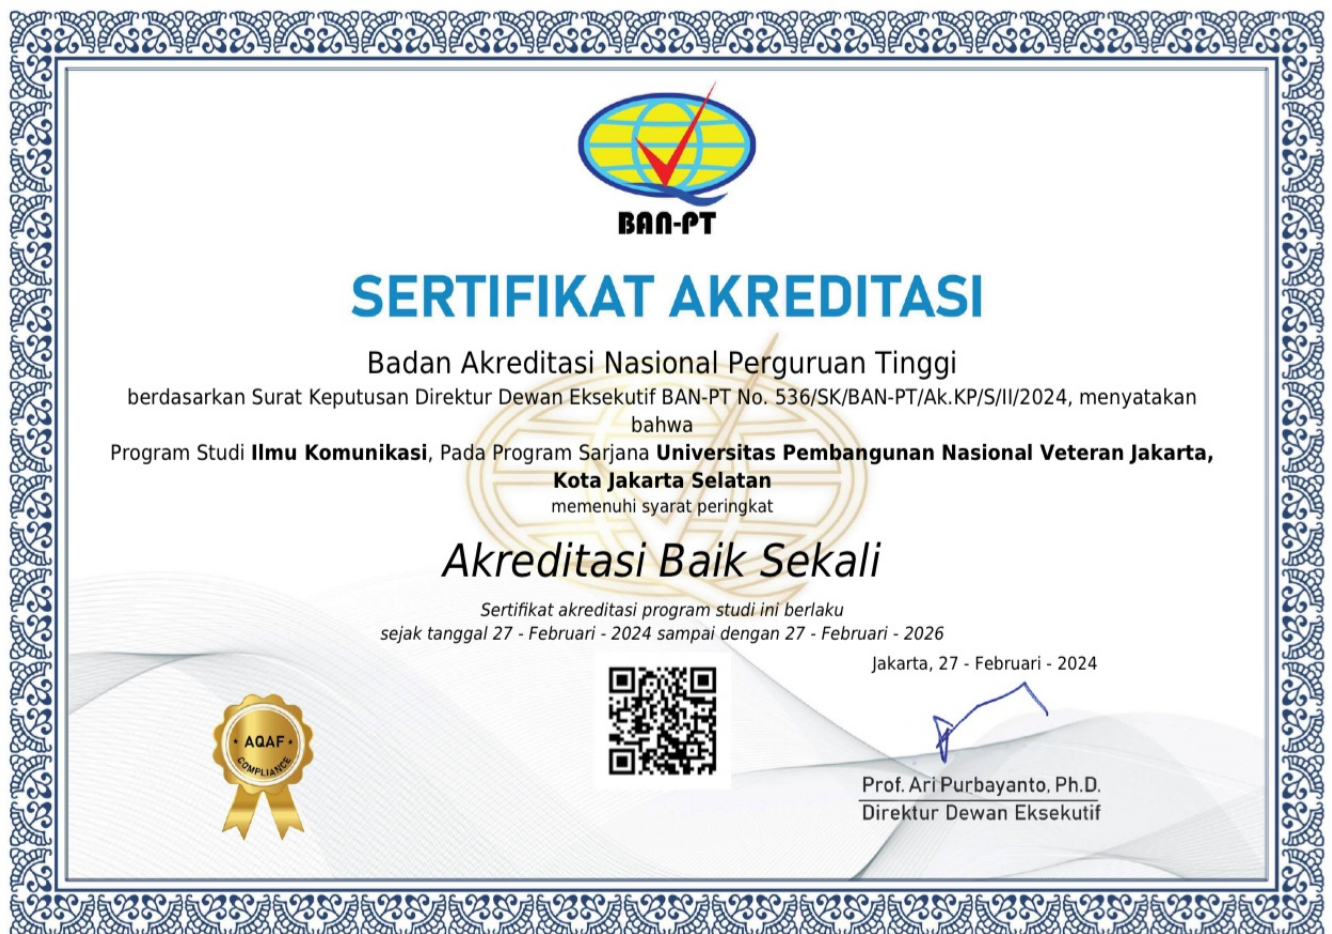 BAN-PT
SERTIFIKAT AKREDITASI
Badan Akreditasi Nasional Perguruan Tinggi
berdasarkan Surat Keputusan Direktur Dewan Eksekutif BAN-PT No. 536/SK/BAN-PT/Ak.KP/S/II/2024, menyatakan
bahwa
Program Studi Ilmu Komunikasi, Pada Program Sarjana Universitas Pembangunan Nasional Veteran Jakarta,
Kota Jakarta Selatan
memenuhi syarat peringkat
Akreditasi Baik Sekali
Sertifikat akreditasi program studi ini berlaku
sejak tanggal 27 - Februari - 2024 sampai dengan 27 - Februari - 2026
Jakarta, 27 - Februari - 2024
AQAF
COMPLIANCE
Prof. Ari Purbayanto, Ph.D.
Direktur Dewan Eksekutif